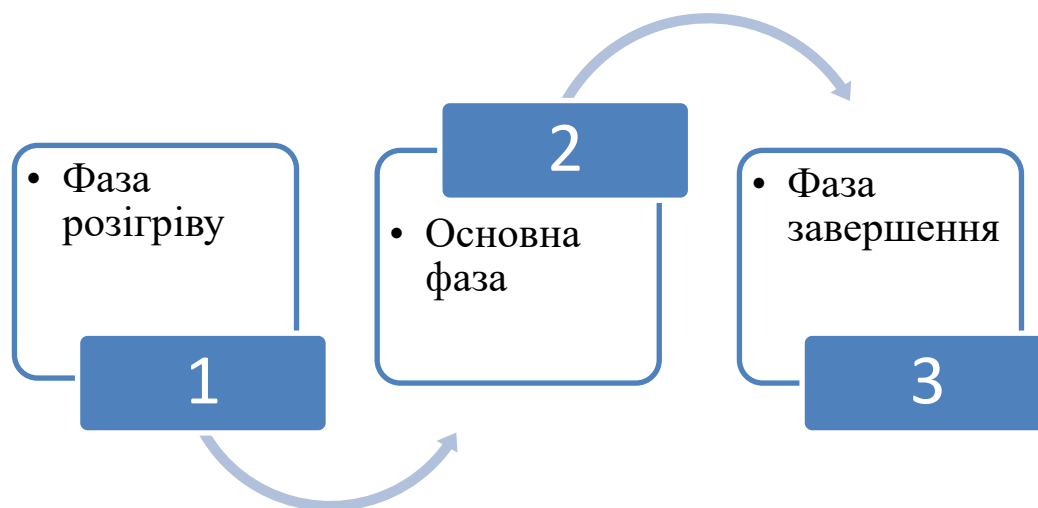 • Фаза
розігріву
1
2
• Основна
фаза
• Фаза
завершення
3